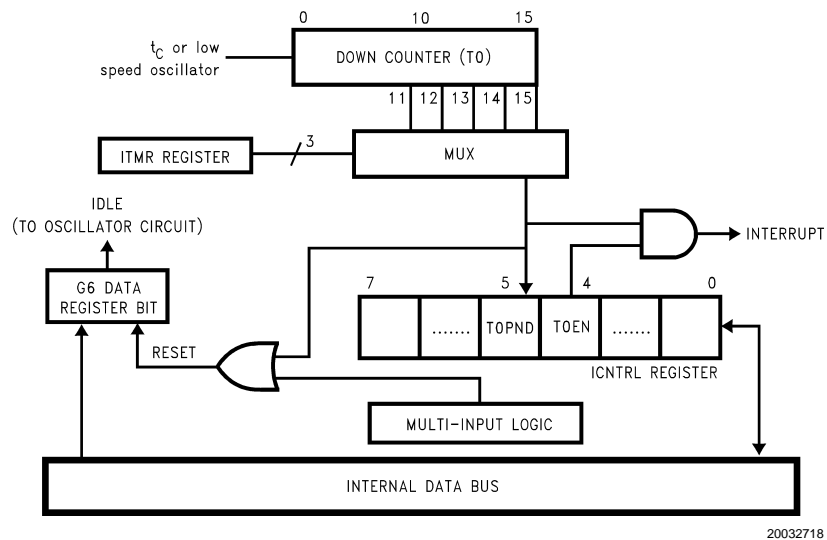 0 10 15
t_C or low
speed oscillator
DOWN COUNTER (T0)
11 12 13 14 15
ITMR REGISTER
3
MUX
IDLE
(TO OSCILLATOR CIRCUIT)
INTERRUPT
G6 DATA
REGISTER BIT
7 5 4 0
....... TOPND TOEN .......
RESET
ICNTRL REGISTER
MULTI-INPUT LOGIC
INTERNAL DATA BUS
20032718